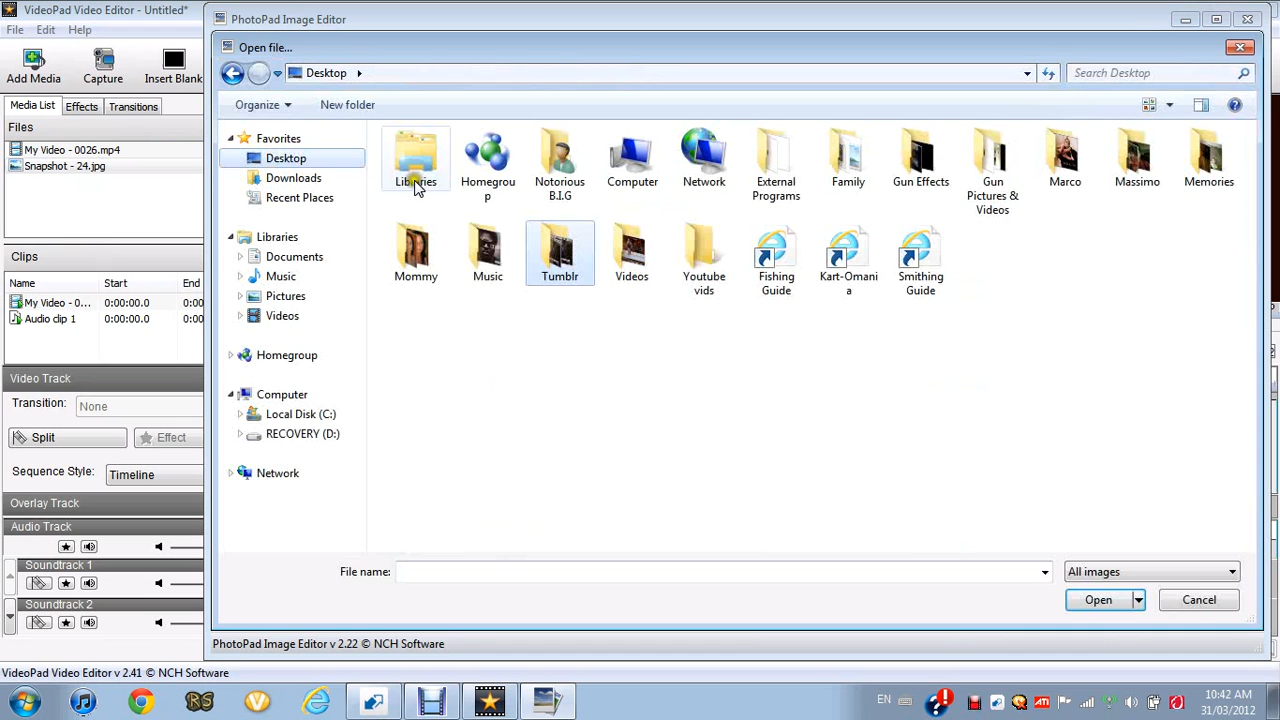 VideoPad Video Editor - Untitled*
PhotoPad Image Editor
File Edit Help
Open file...
Add Media
Capture
Insert Blank
Desktop
Search Desktop
Organize
New folder
Media List Effects Transitions
Files
My Video - 0026.mp4
Snapshot - 24.jpg
Clips
Name Start End
My Video - 0... 0:00:00.0 0:00
Audio clip 1 0:00:00.0 0:00
Video Track
Transition: None
Split
Effect
Sequence Style: Timeline
Overlay Track
Audio Track
Soundtrack 1
Soundtrack 2
Favorites
Desktop
Downloads
Recent Places
Libraries
Documents
Music
Pictures
Videos
Homegroup
Computer
Local Disk (C:)
RECOVERY (D:)
Network
Libraries
Homegrou
p
Notorious
B.I.G
Computer
Network
External
Programs
Family
Gun Effects
Gun
Pictures &
Videos
Marco
Massimo
Memories
Mommy
Music
Tumblr
Videos
Youtube
vids
Fishing
Guide
Kart-Omani
a
Smithing
Guide
File name:
All images
Open
Cancel
PhotoPad Image Editor v 2.22 © NCH Software
VideoPad Video Editor v 2.41 © NCH Software
EN
10:42 AM
31/03/2012